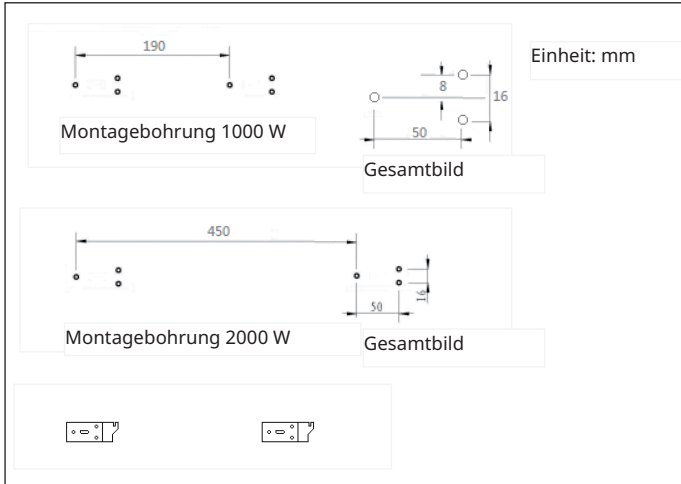 190
Einheit: mm
8
16
50
Montagebohrung 1000 W
Gesamtbild
450
50
16
Montagebohrung 2000 W
Gesamtbild